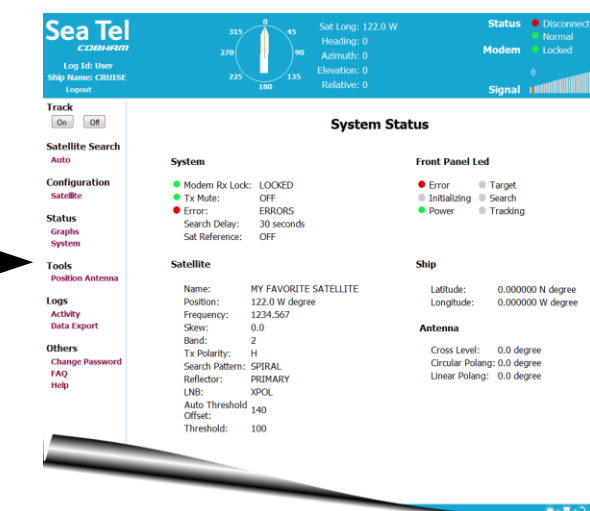 Sea Tel
COBHAM
Log Id: User
Ship Name: CRUISE
Logout
0
45
90
135
180
225
270
315
Sat Long: 122.0 W
Heading: 0
Azimuth: 0
Elevation: 0
Relative: 0
Status Disconnect
Normal
Modem Locked
0
Signal
Track
On Off
Satellite Search
Auto
Configuration
Satellite
Status
Graphs
System
Tools
Position Antenna
Logs
Activity
Data Export
Others
Change Password
FAQ
Help
System Status
System
Modem Rx Lock: LOCKED
Tx Mute: OFF
Error: ERRORS
Search Delay: 30 seconds
Sat Reference: OFF
Front Panel Led
Error Target
Initializing Search
Power Tracking
Satellite
Name: MY FAVORITE SATELLITE
Position: 122.0 W degree
Frequency: 1234.567
Skew: 0.0
Band: 2
Tx Polarity: H
Search Pattern: SPIRAL
Reflector: PRIMARY
LNB: XPOL
Auto Threshold
Offset: 140
Threshold: 100
Ship
Latitude: 0.000000 N degree
Longitude: 0.000000 W degree
Antenna
Cross Level: 0.0 degree
Circular Polang: 0.0 degree
Linear Polang: 0.0 degree